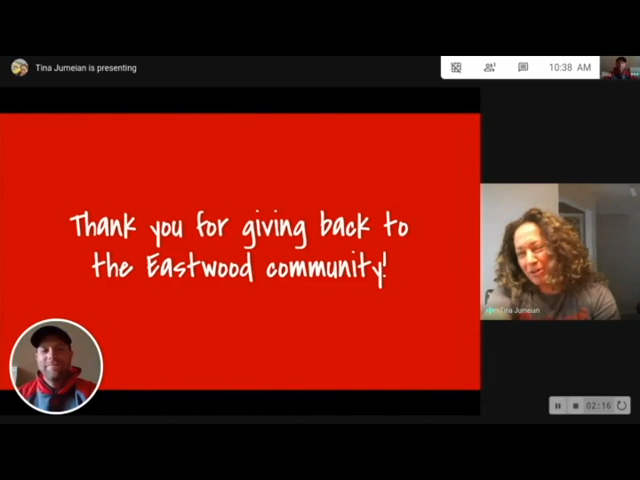 Tina Jumeian is presenting
10:38 AM
You
Thank you for giving back to
the Eastwood community!
Tina Jumeian
02:16